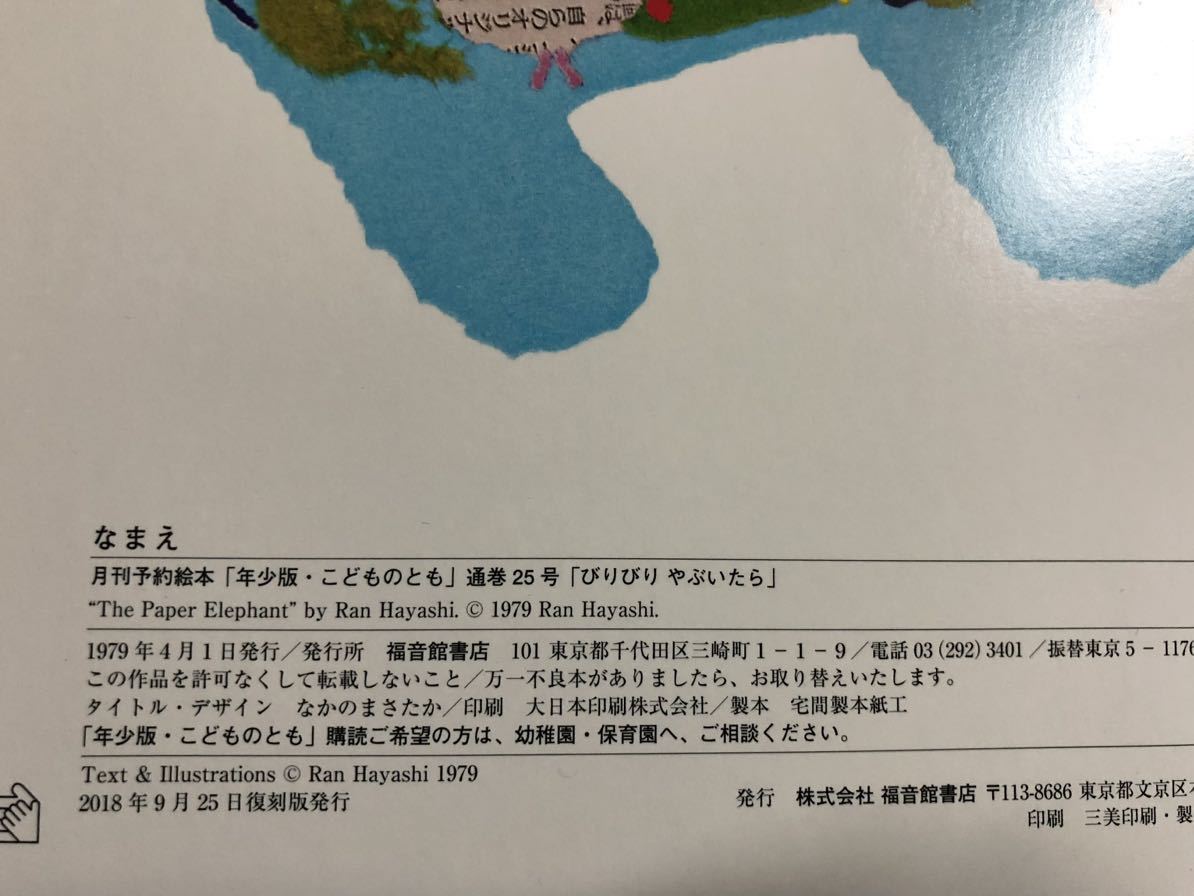 自らのオリジナ
なまえ
月刊予約絵本「年少版・こどものとも」通巻25号「びりびり やぶいたら」
“The Paper Elephant” by Ran Hayashi. © 1979 Ran Hayashi.
1979年4月1日発行／発行所 福音館書店 101 東京都千代田区三崎町1－1－9／電話03(292)3401／振替東京5－1176
この作品を許可なくして転載しないこと／万一不良本がありましたら、お取り替えいたします。
タイトル・デザイン なかのまさたか／印刷 大日本印刷株式会社／製本 宅間製本紙工
「年少版・こどものとも」購読ご希望の方は、幼稚園・保育園へ、ご相談ください。
Text & Illustrations © Ran Hayashi 1979
2018年9月25日復刻版発行
発行 株式会社 福音館書店 〒113-8686 東京都文京区
印刷 三美印刷・製